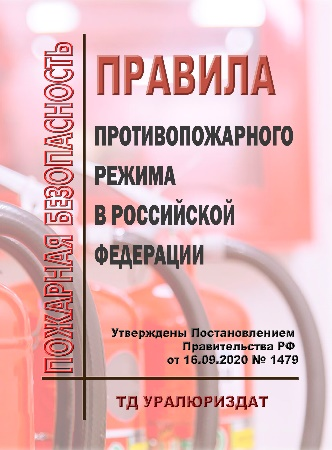 ПОЖАРНАЯ БЕЗОПАСНОСТЬ
ПРАВИЛА
ПРОТИВОПОЖАРНОГО
РЕЖИМА
В РОССИЙСКОЙ
ФЕДЕРАЦИИ
Утверждены Постановлением
Правительства РФ
от 16.09.2020 № 1479
ТД УРАЛЮРИЗДАТ